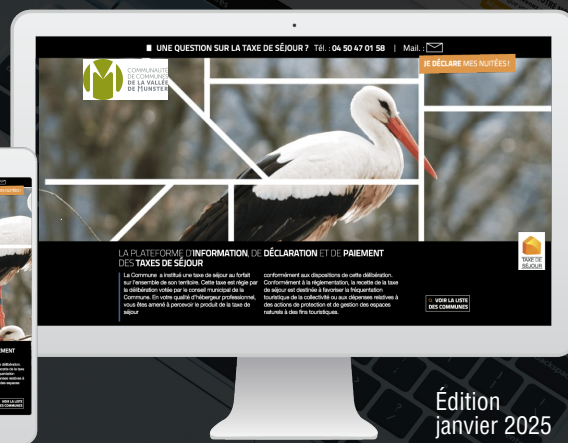 UNE QUESTION SUR LA TAXE DE SÉJOUR ? Tél. : 04 50 47 01 58 | Mail. :
JE DÉCLARE MES NUITÉES !
COMMUNAUTÉ
DE COMMUNES
DE LA VALLÉE
DE MUNSTER
LA PLATEFORME D'INFORMATION, DE DÉCLARATION ET DE PAIEMENT
DES TAXES DE SÉJOUR
La Commune a institué une taxe de séjour au forfait
sur l'ensemble de son territoire. Cette taxe est régie par
la délibération votée par le conseil municipal de la
Commune. En votre qualité d'hébergeur professionnel,
vous êtes amené à percevoir le produit de la taxe de
séjour
conformément aux dispositions de cette délibération.
Conformément à la réglementation, la recette de la taxe
de séjour est destinée à favoriser la fréquentation
touristique de la collectivité ou aux dépenses relatives à
des actions de protection et de gestion des espaces
naturels à des fins touristiques.
TAXE DE
SÉJOUR
VOIR LA LISTE
DES COMMUNES
Édition
janvier 2025